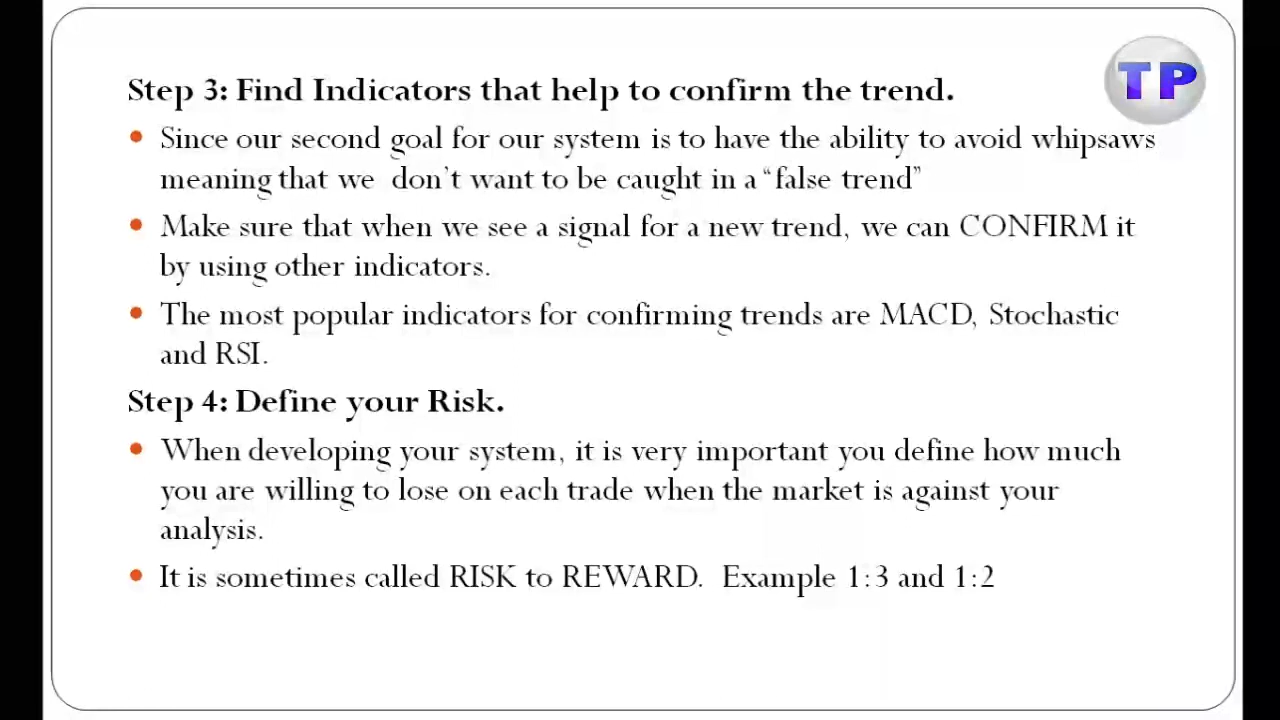 TP
Step 3: Find Indicators that help to confirm the trend.
Since our second goal for our system is to have the ability to avoid whipsaws
meaning that we don't want to be caught in a “false trend”
Make sure that when we see a signal for a new trend, we can CONFIRM it
by using other indicators.
The most popular indicators for confirming trends are MACD, Stochastic
and RSI.
Step 4: Define your Risk.
When developing your system, it is very important you define how much
you are willing to lose on each trade when the market is against your
analysis.
It is sometimes called RISK to REWARD. Example 1:3 and 1:2